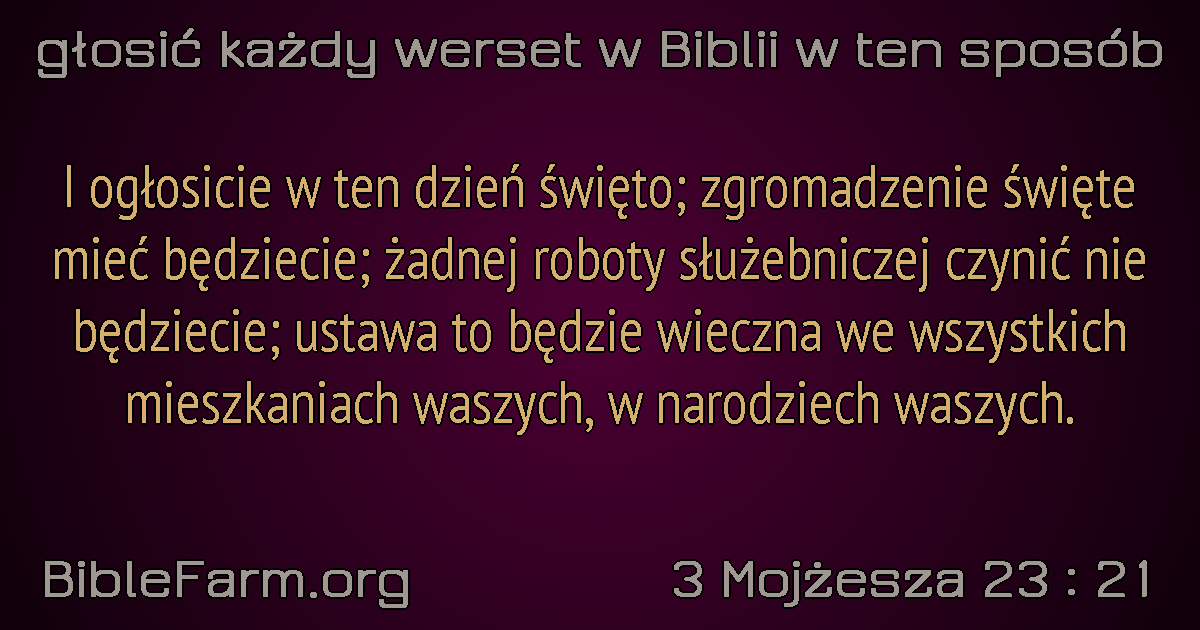 głosić każdy werset w Biblii w ten sposób
I ogłosicie w ten dzień święto; zgromadzenie święte
mieć będziecie; żadnej roboty służebniczej czynić nie
będziecie; ustawa to będzie wieczna we wszystkich
mieszkaniach waszych, w narodziech waszych.
BibleFarm.org 3 Mojżesza 23 : 21